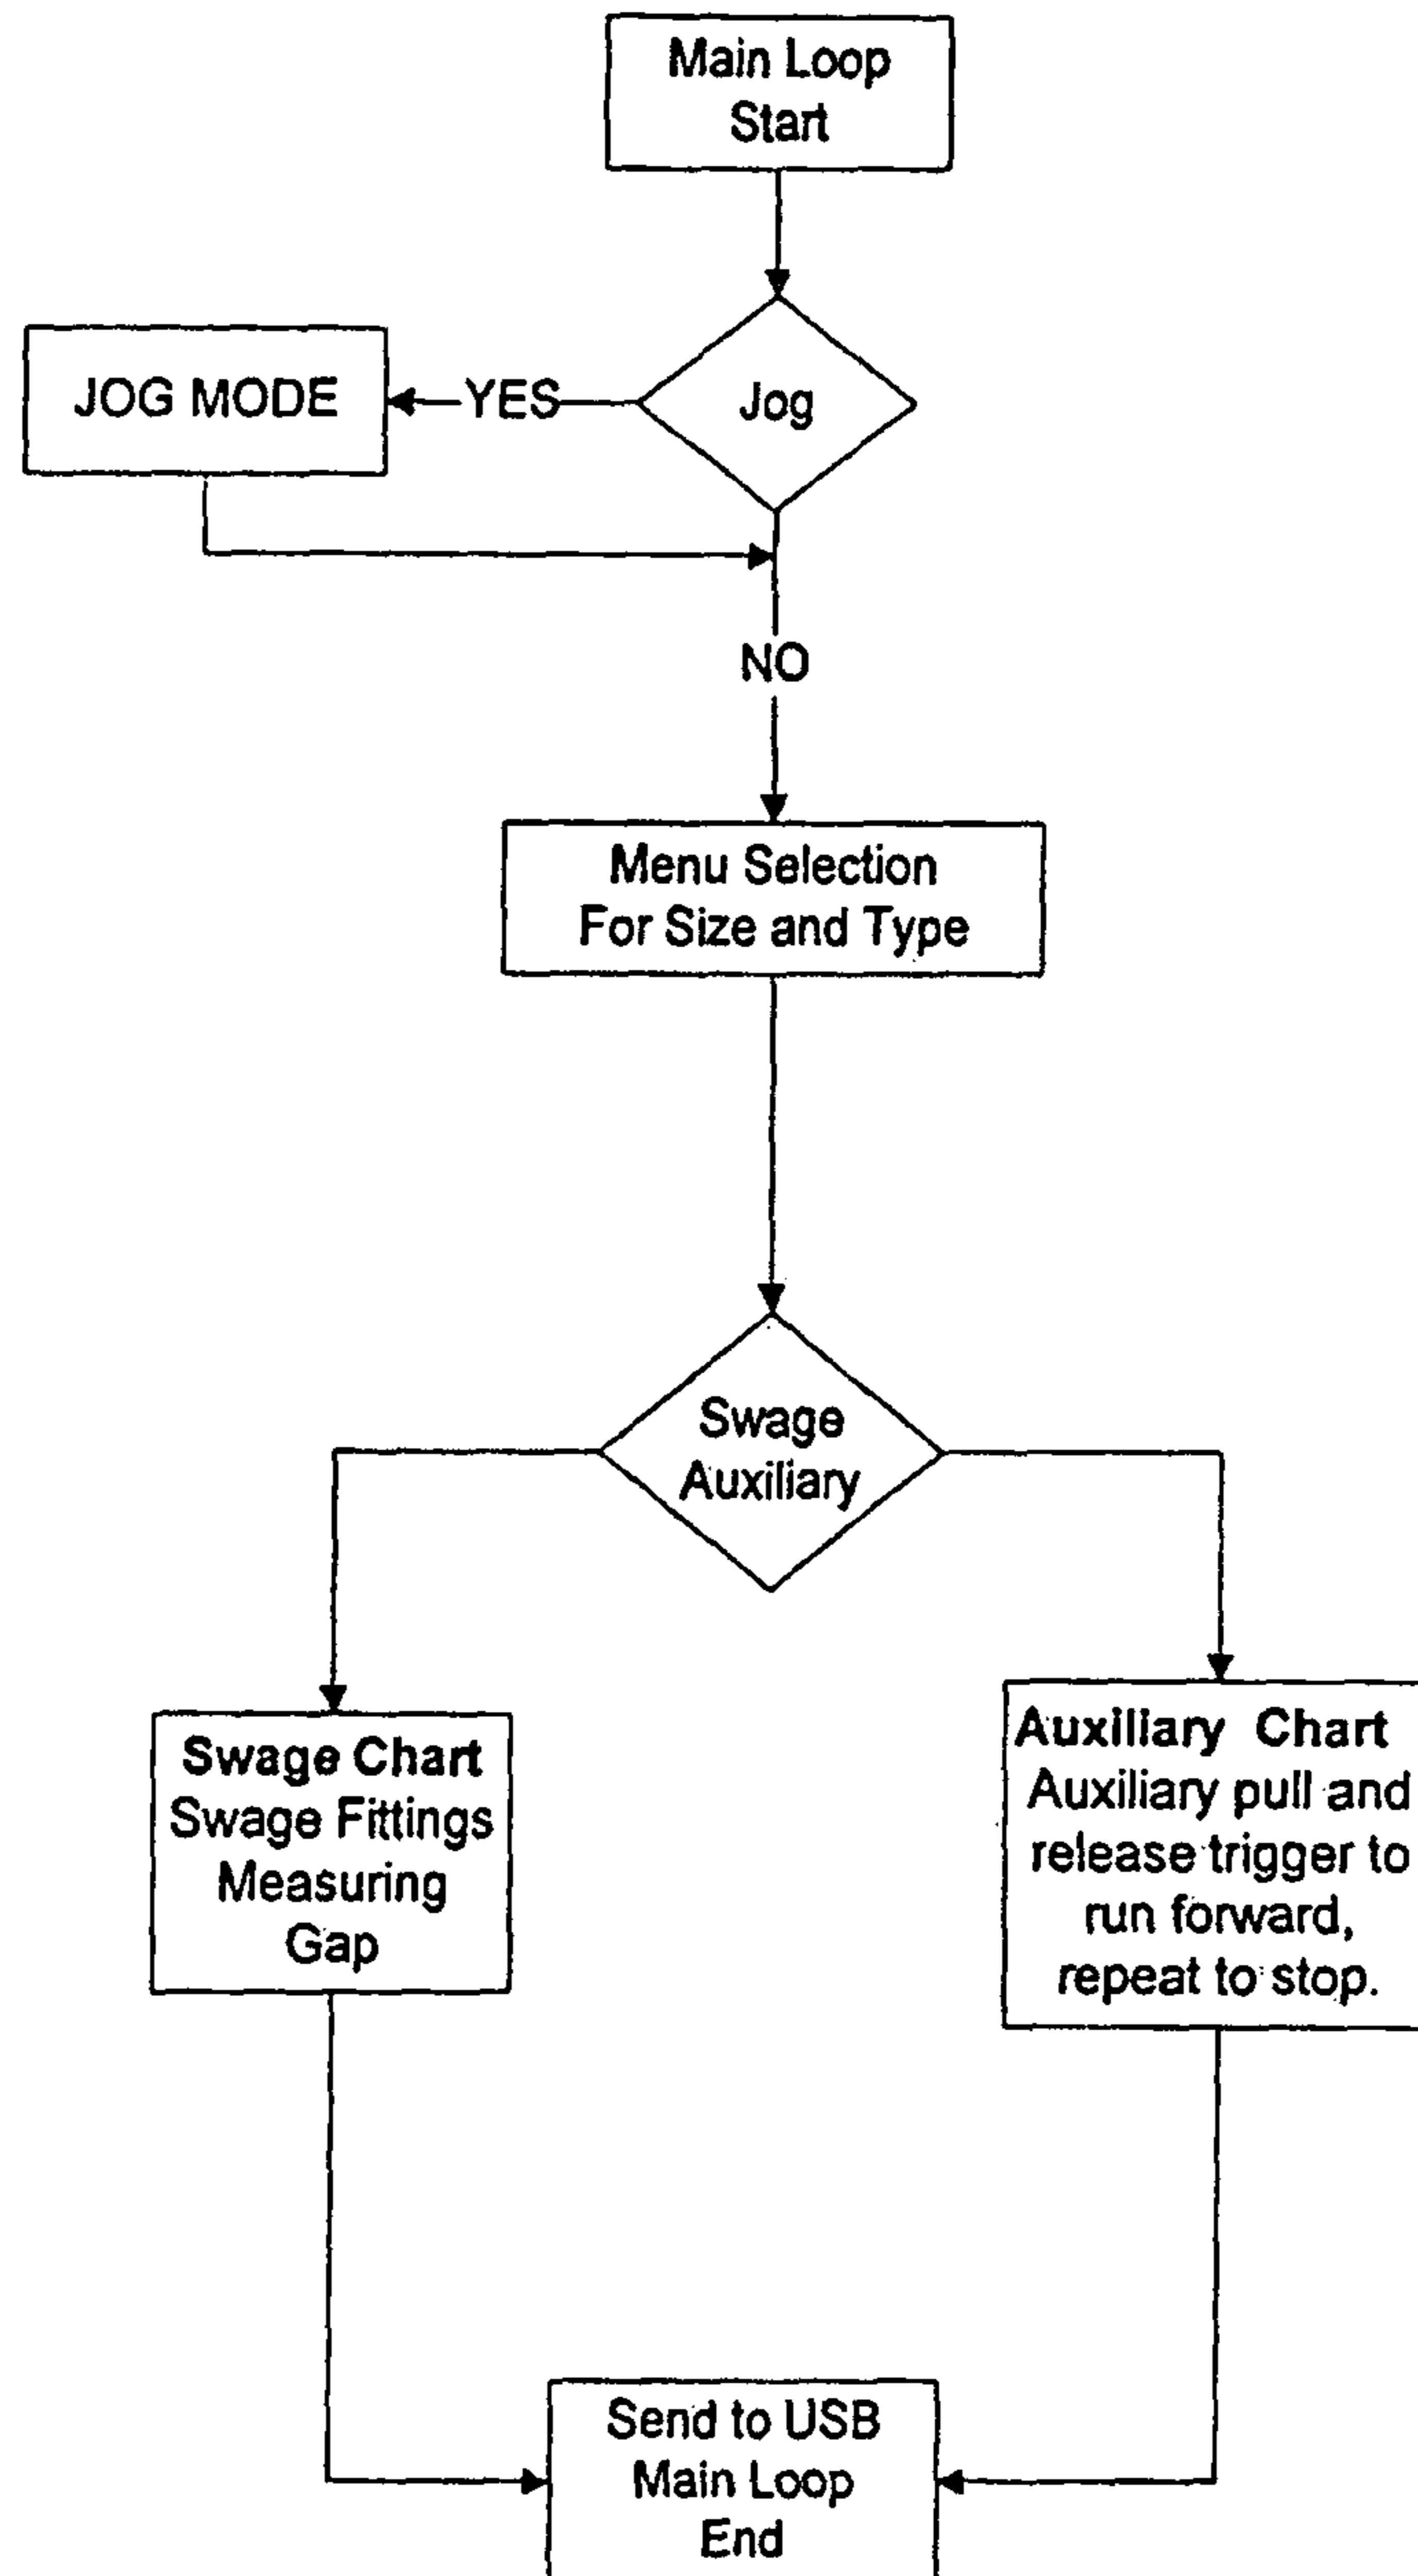 Main Loop
Start
Jog
YES
JOG MODE
NO
Menu Selection
For Size and Type
Swage
Auxiliary
Swage Chart
Swage Fittings
Measuring
Gap
Auxiliary Chart
Auxiliary pull and
release trigger to
run forward,
repeat to stop.
Send to USB
Main Loop
End